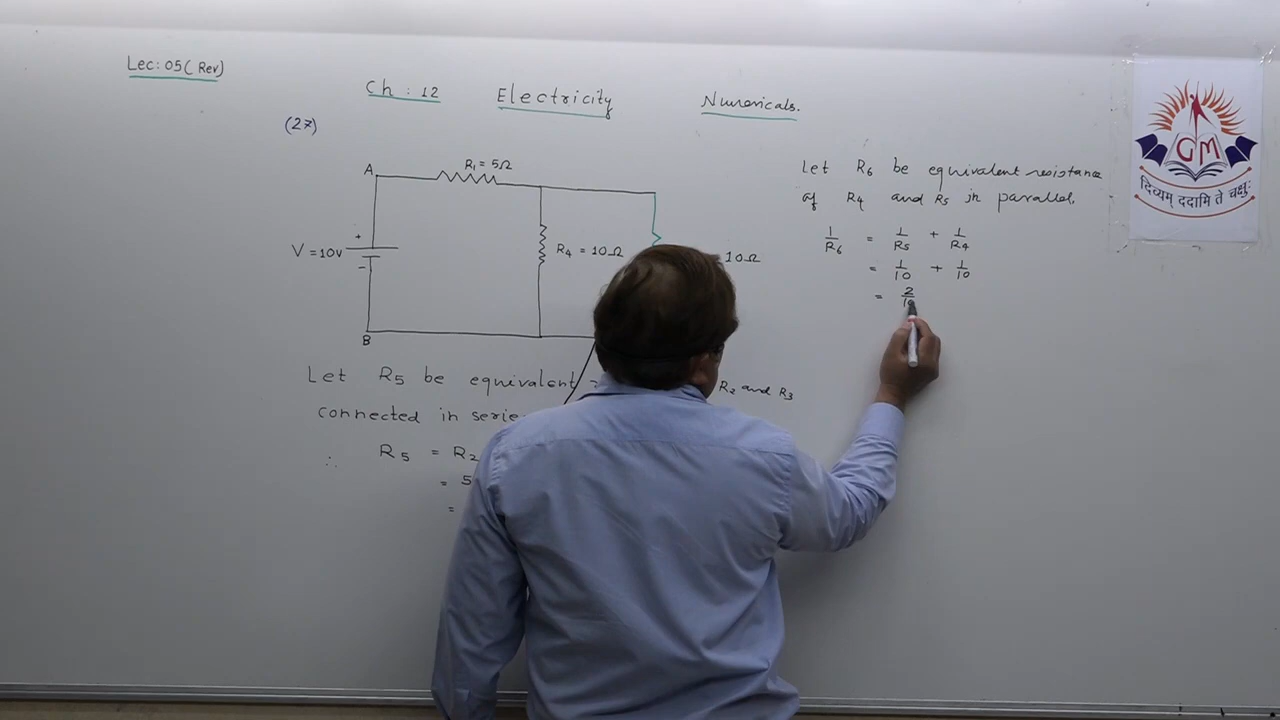 Lec: 05 (Rev)
Ch : 12 Electricity Numericals.
(27)
A
R1 = 5Ω
V = 10V
+
-
R4 = 10Ω
10Ω
B
Let R5 be equivalent R2 and R3
connected in serie
∴ R5 = R2
= 5
=
Let R6 be equivalent resistance
of R4 and R5 in parallel.
1/R6 = 1/R5 + 1/R4
= 1/10 + 1/10
= 2/10
GM
दिव्यम् ददामि ते चक्षुः